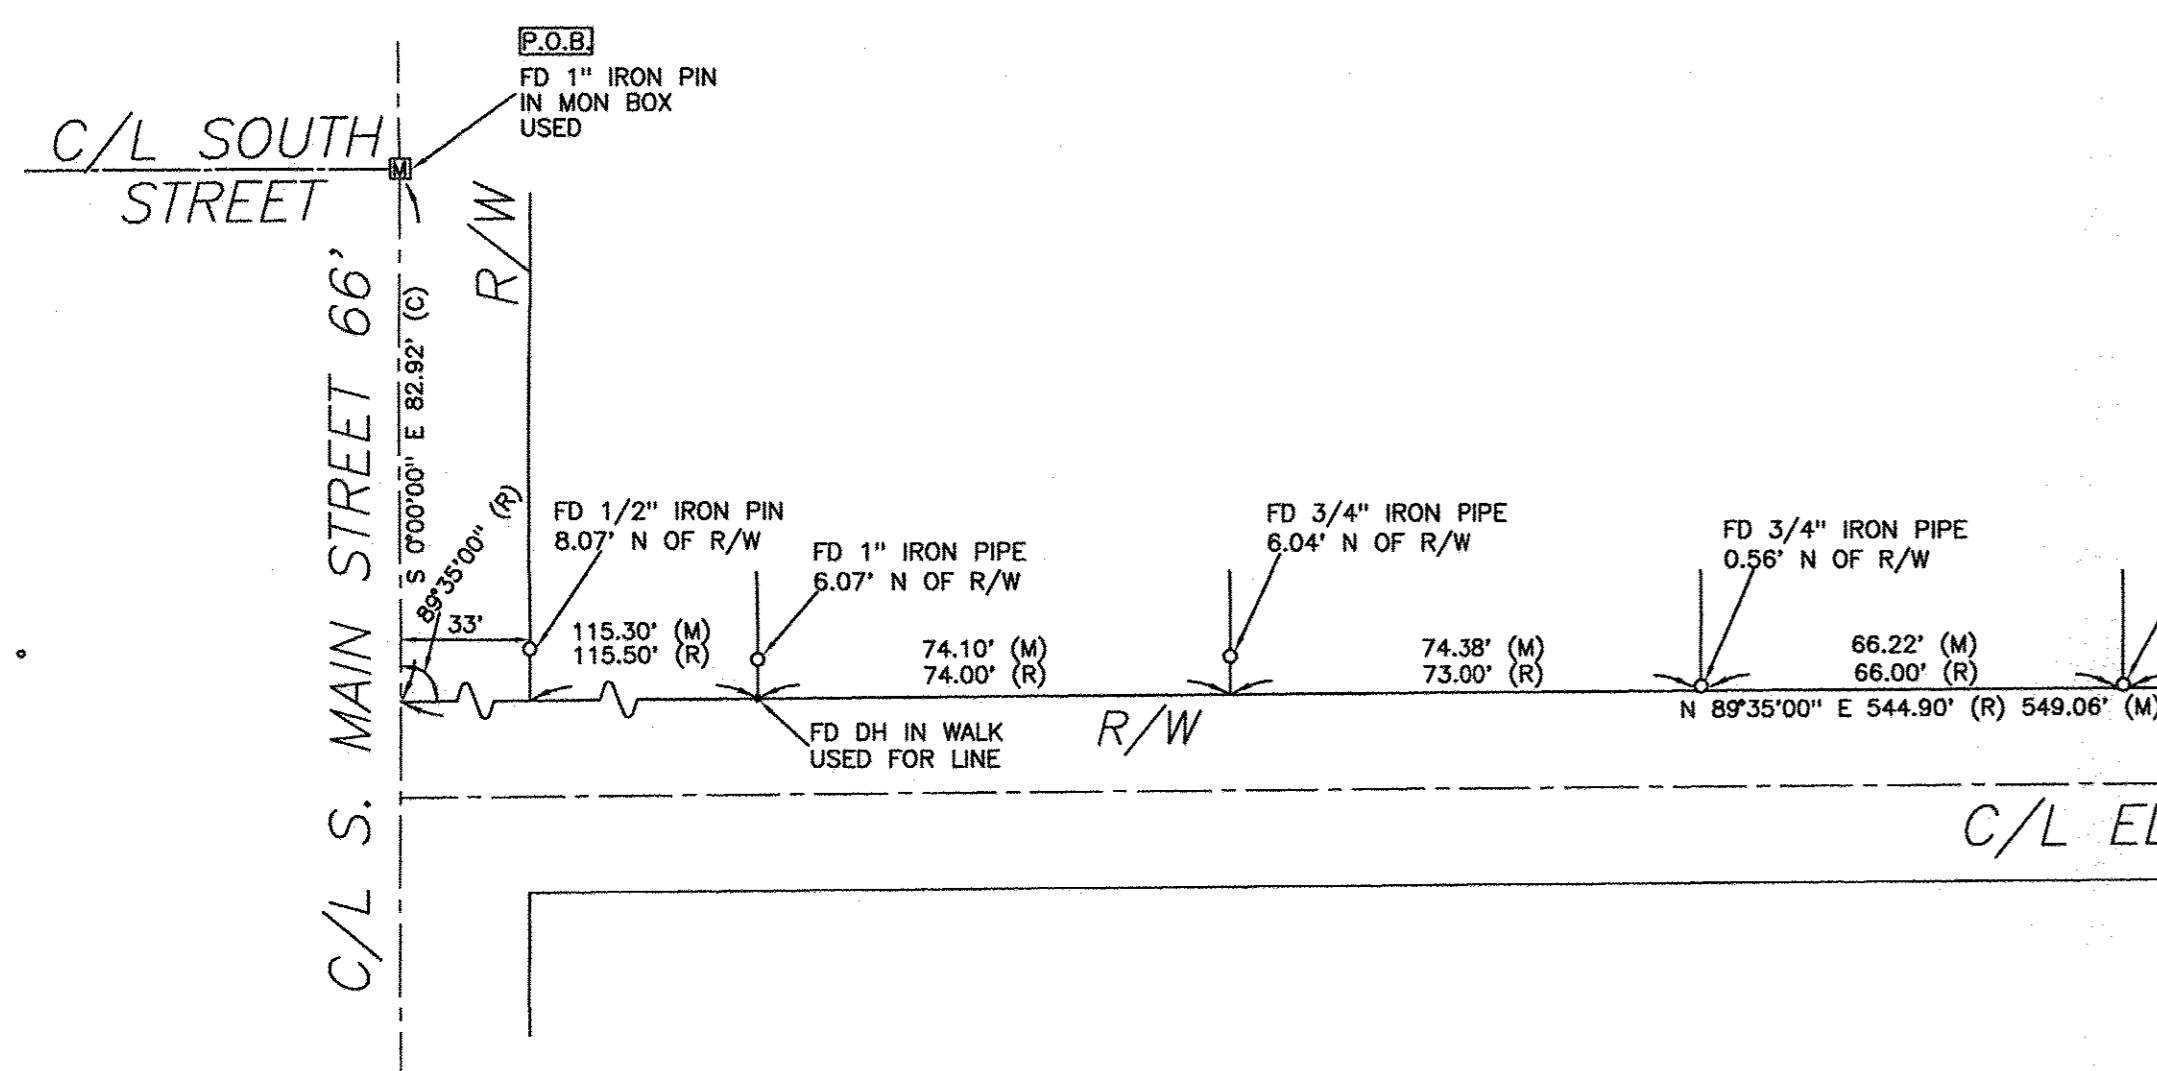 P.O.B.
FD 1" IRON PIN
IN MON BOX
USED
C/L SOUTH
STREET
M
R/W
C/L S. MAIN STREET 66'
S 0°00'00" E 82.92' (C)
89°35'00" (R)
33'
FD 1/2" IRON PIN
8.07' N OF R/W
115.30' (M)
115.50' (R)
FD 1" IRON PIPE
6.07' N OF R/W
74.10' (M)
74.00' (R)
FD 3/4" IRON PIPE
6.04' N OF R/W
74.38' (M)
73.00' (R)
FD 3/4" IRON PIPE
0.56' N OF R/W
66.22' (M)
66.00' (R)
N 89°35'00" E 544.90' (R) 549.06' (M)
FD DH IN WALK
USED FOR LINE
R/W
C/L